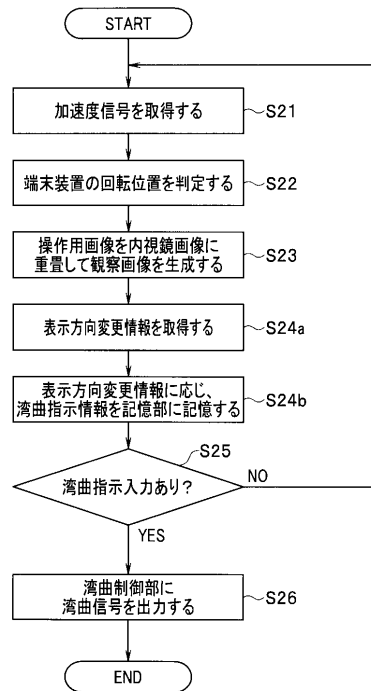 START
加速度信号を取得する
S21
端末装置の回転位置を判定する
S22
操作用画像を内視鏡画像に
重畳して観察画像を生成する
S23
表示方向変更情報を取得する
S24a
表示方向変更情報に応じ、
湾曲指示情報を記憶部に記憶する
S24b
S25
湾曲指示入力あり?
NO
YES
湾曲制御部に
湾曲信号を出力する
S26
END